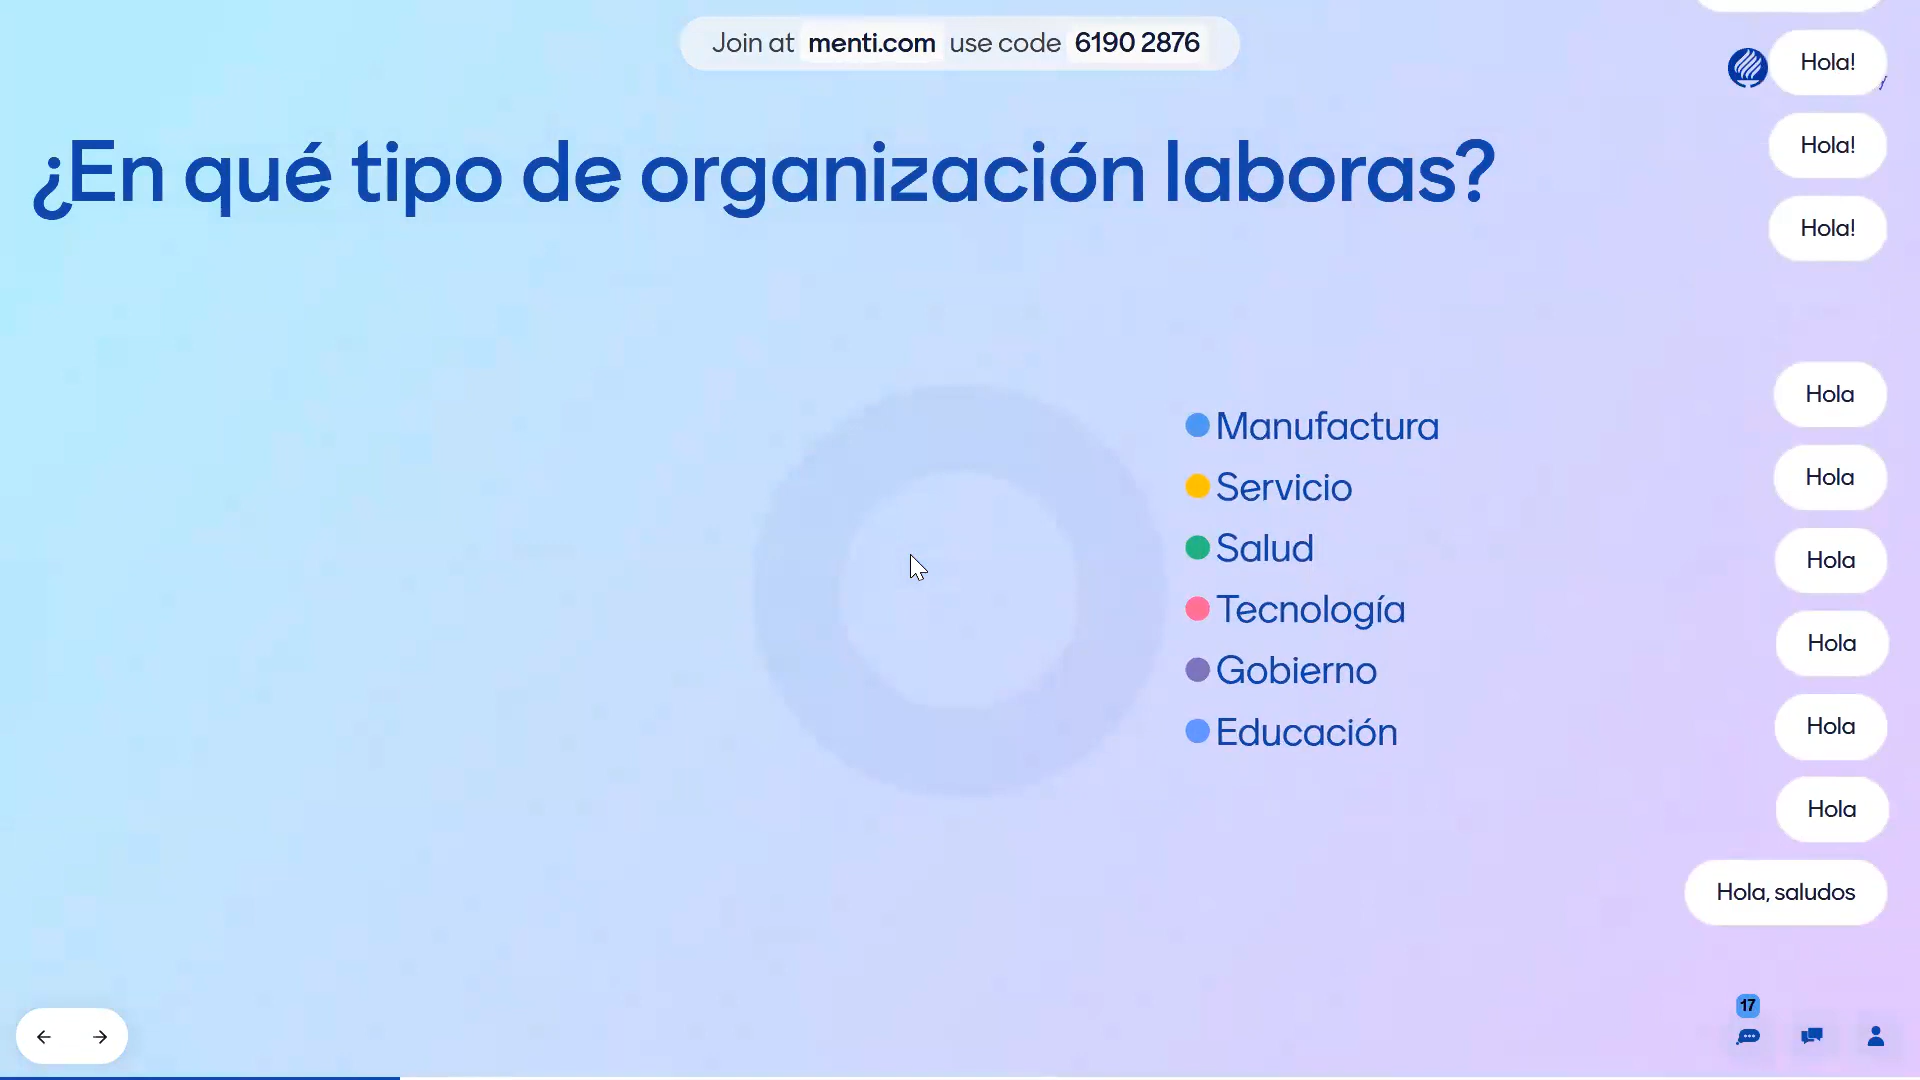 Join at menti.com use code 6190 2876
¿En qué tipo de organización laboras?
Manufactura
Servicio
Salud
Tecnología
Gobierno
Educación
Hola!
Hola!
Hola!
Hola
Hola
Hola
Hola
Hola
Hola
Hola, saludos
17